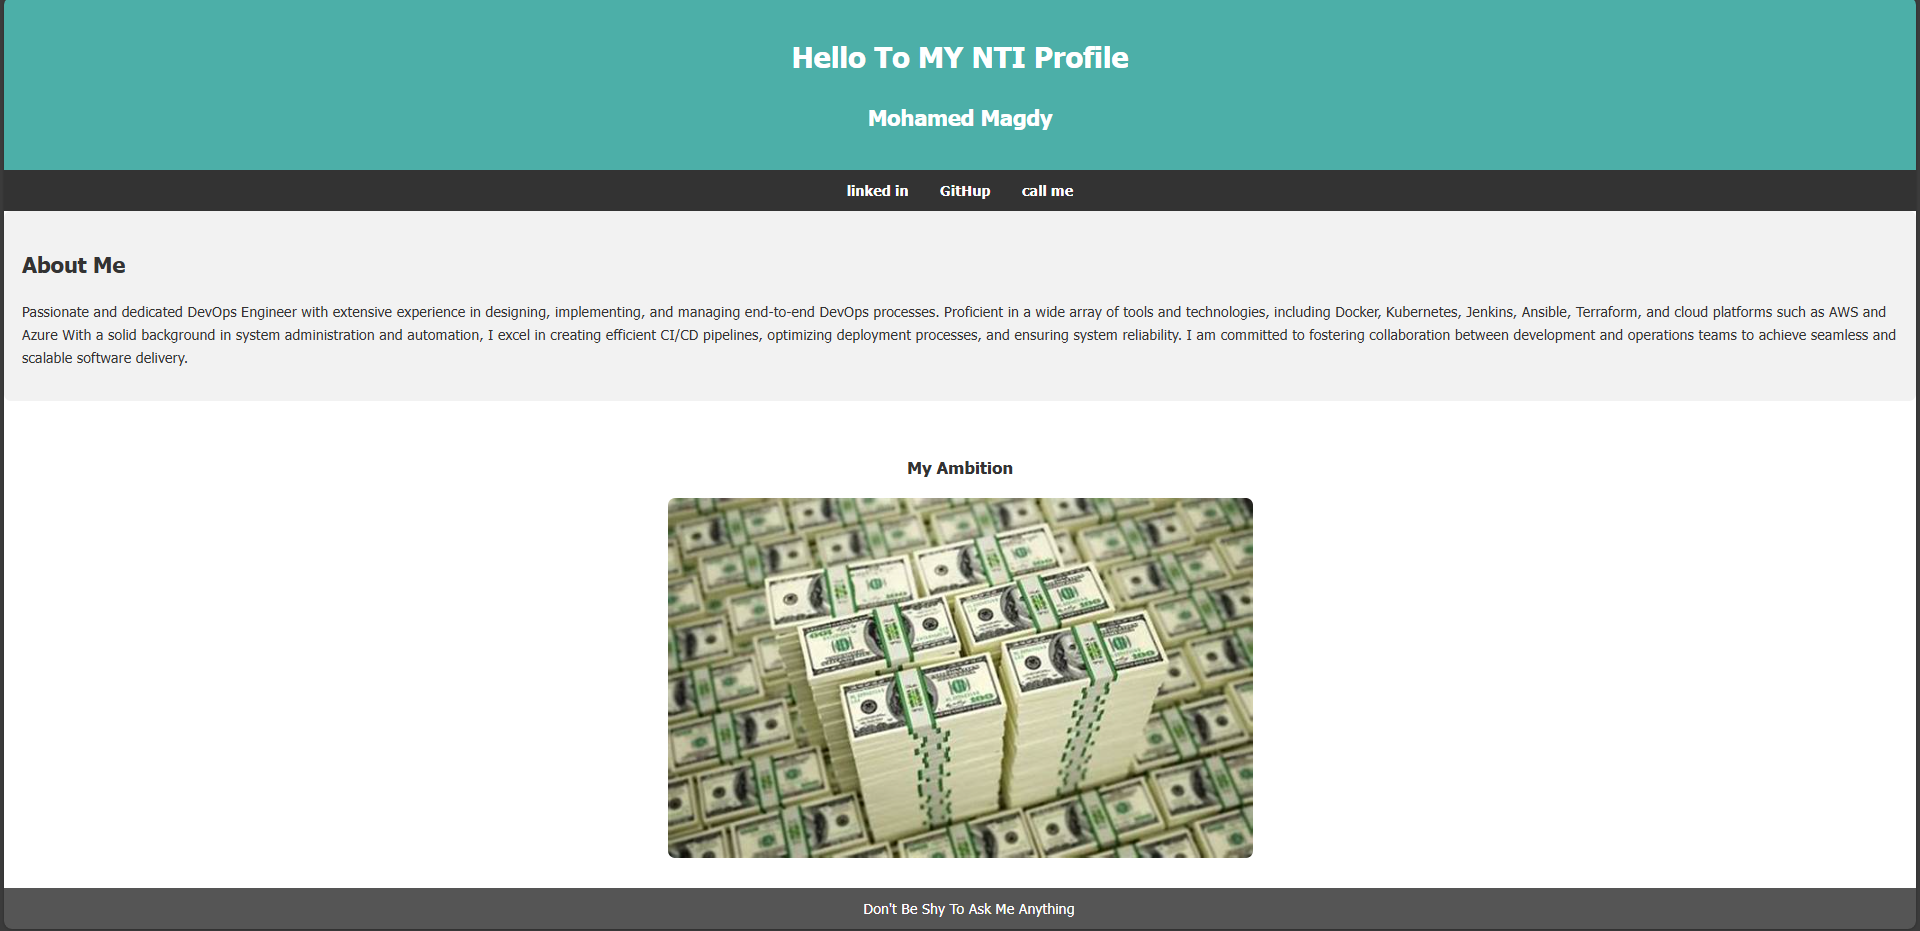 Hello To MY NTI Profile
Mohamed Magdy
linked in GitHup call me
About Me
Passionate and dedicated DevOps Engineer with extensive experience in designing, implementing, and managing end-to-end DevOps processes. Proficient in a wide array of tools and technologies, including Docker, Kubernetes, Jenkins, Ansible, Terraform, and cloud platforms such as AWS and
Azure With a solid background in system administration and automation, I excel in creating efficient CI/CD pipelines, optimizing deployment processes, and ensuring system reliability. I am committed to fostering collaboration between development and operations teams to achieve seamless and
scalable software delivery.
My Ambition
100
100
100
100
100
Don't Be Shy To Ask Me Anything